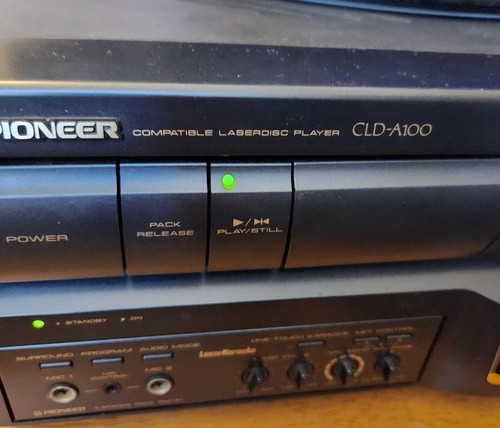 PIONEER COMPATIBLE LASERDISC PLAYER CLD-A100
POWER
PACK RELEASE
PLAY/STILL
STANDBY ON
SURROUND PROGRAM AUDIO MODE
LaserKaraoke
ONE TOUCH KARAOKE KEY CONTROL
MIC 1
MIC 2
PIONEER